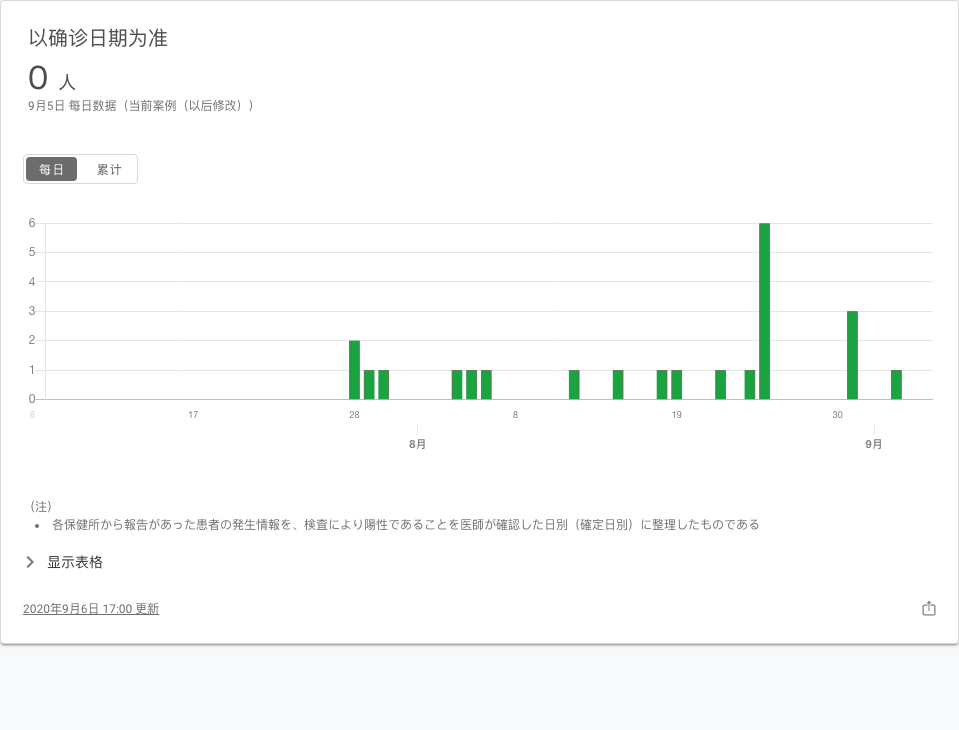 以确诊日期为准
0 人
9月5日 每日数据（当前案例（以后修改））
每日 累计
6
5
4
3
2
1
0
6 17 28 8 19 30
8月 9月
（注）
• 各保健所から報告があった患者の発生情報を、検査により陽性であることを医師が確認した日別（確定日別）に整理したものである
显示表格
2020年9月6日 17:00 更新